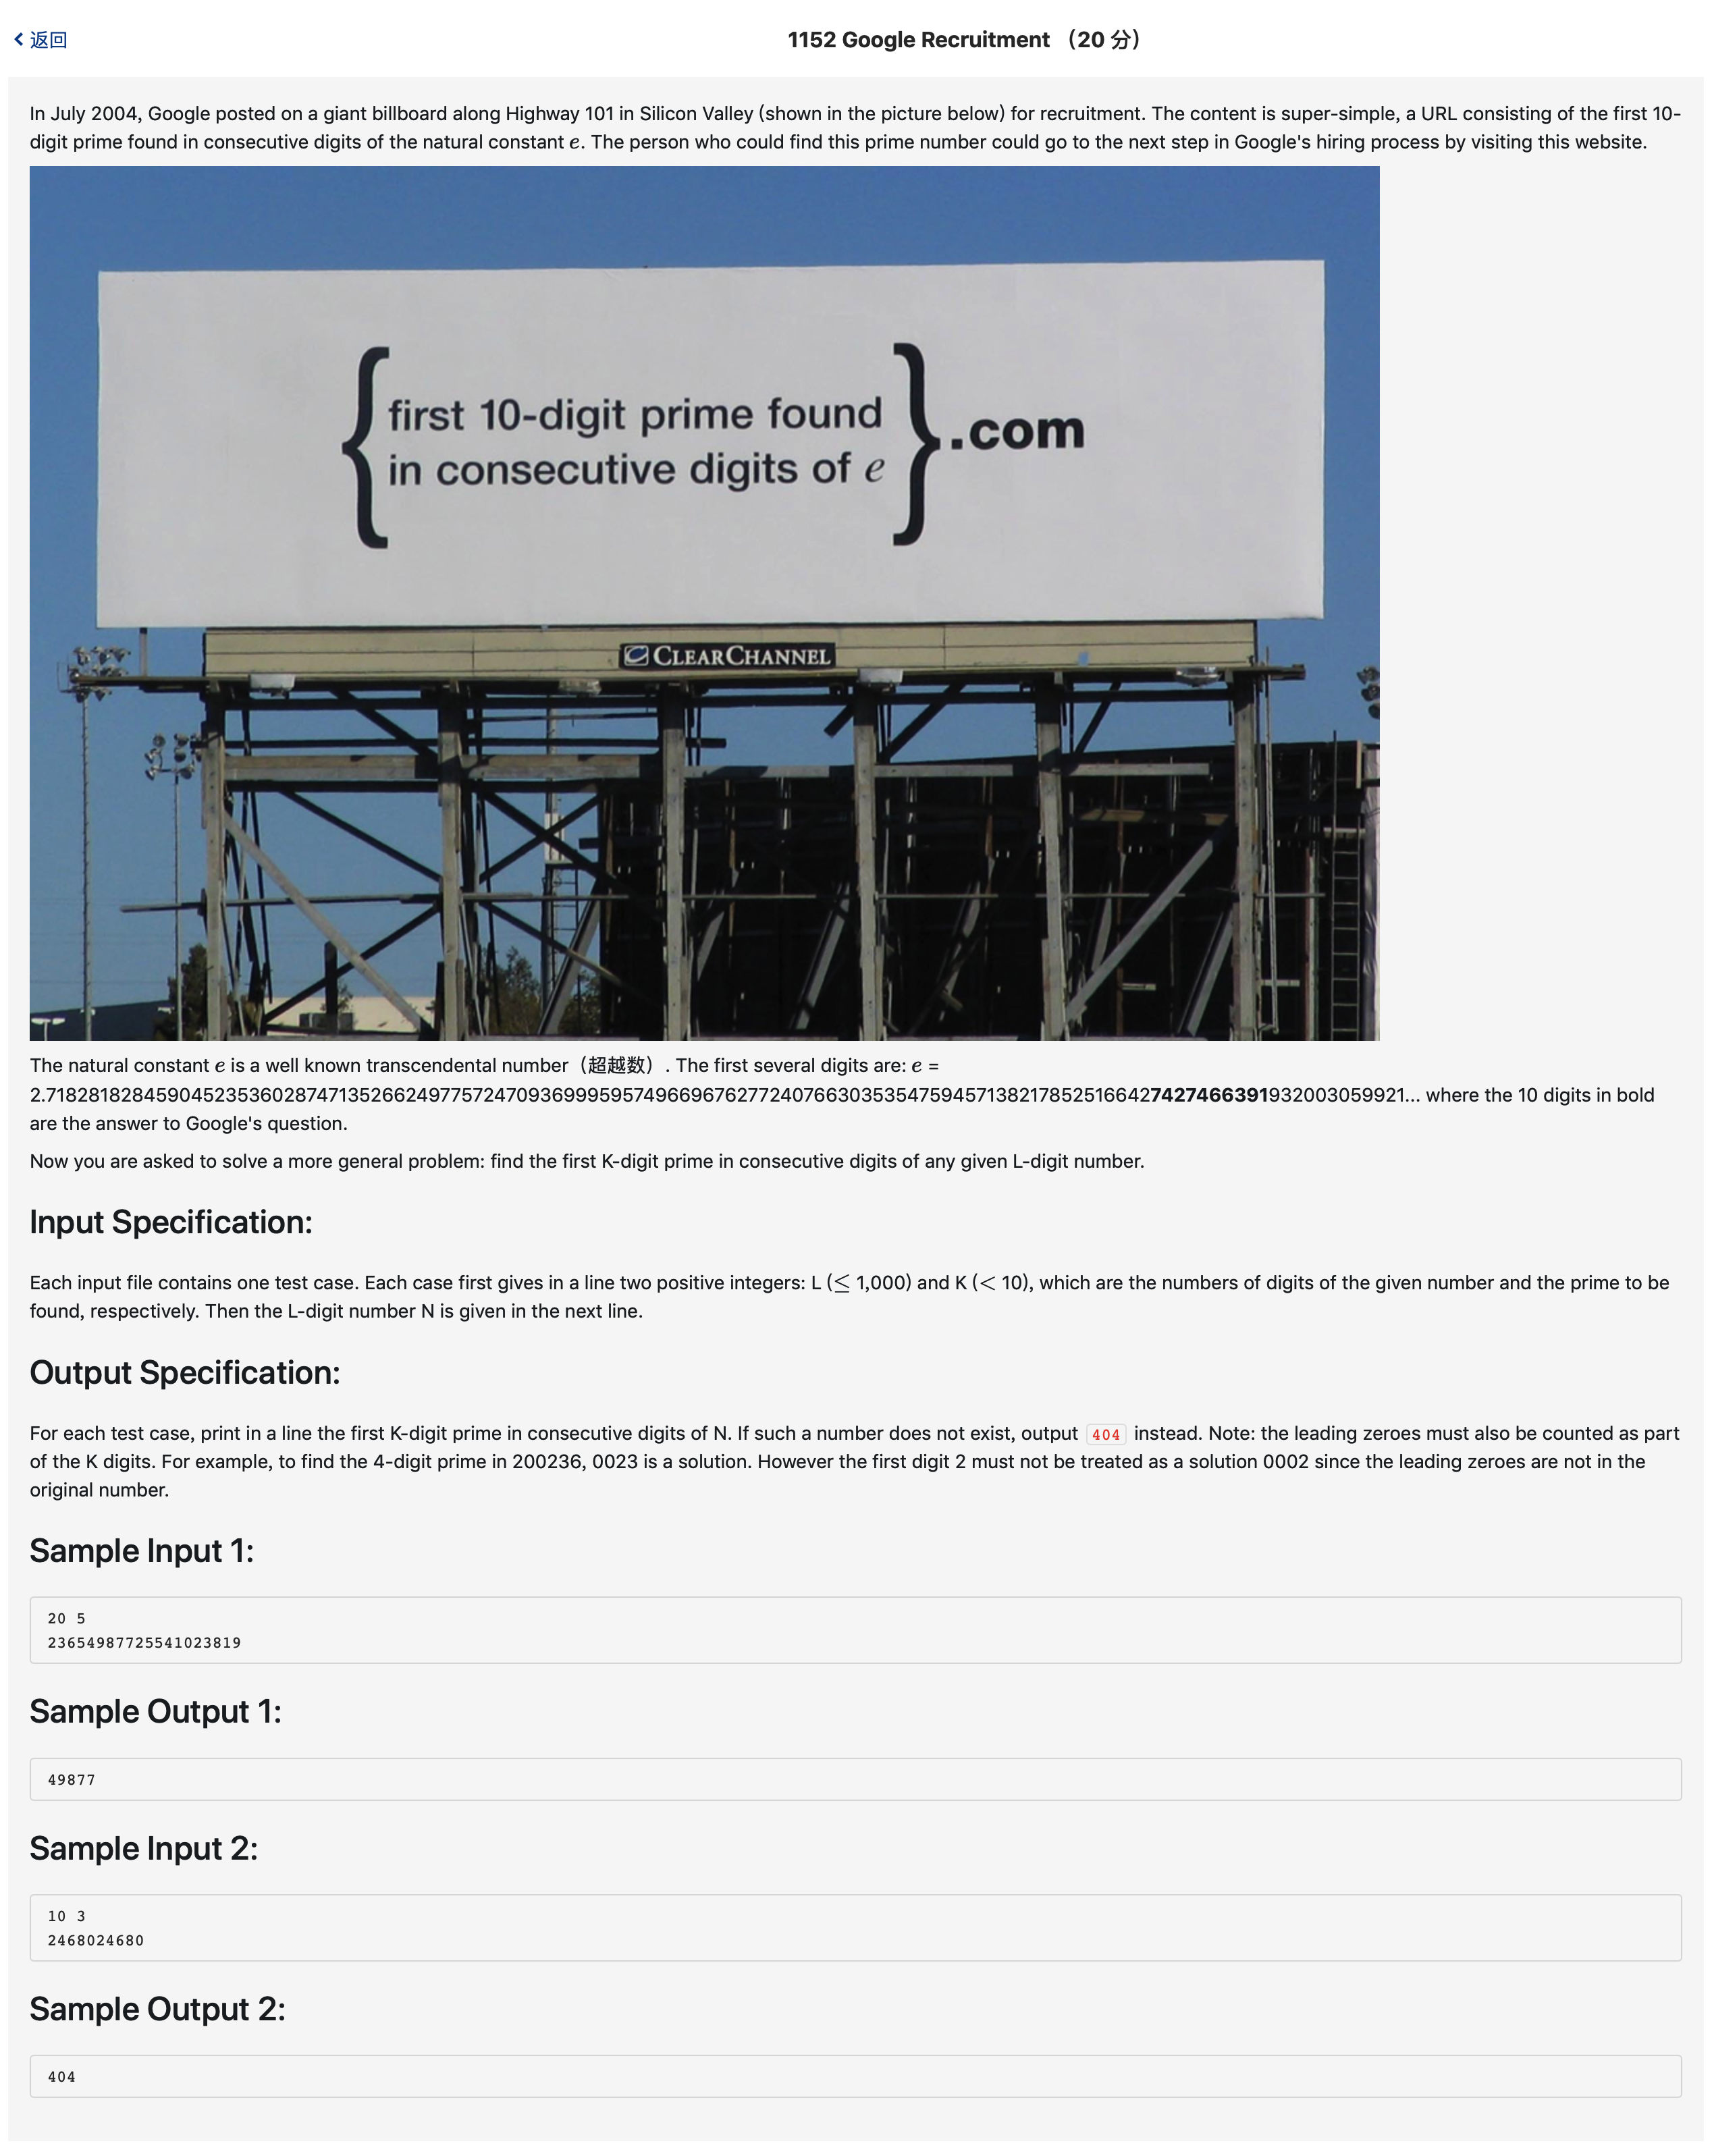 返回
1152 Google Recruitment （20 分）
In July 2004, Google posted on a giant billboard along Highway 101 in Silicon Valley (shown in the picture below) for recruitment. The content is super-simple, a URL consisting of the first 10-
digit prime found in consecutive digits of the natural constant e. The person who could find this prime number could go to the next step in Google's hiring process by visiting this website.
first 10-digit prime found
in consecutive digits of e
.com
CLEARCHANNEL
The natural constant e is a well known transcendental number（超越数）. The first several digits are: e =
2.718281828459045235360287471352662497757247093699959574966967627724076630353547594571382178525166427427466391932003059921... where the 10 digits in bold
are the answer to Google's question.
Now you are asked to solve a more general problem: find the first K-digit prime in consecutive digits of any given L-digit number.
Input Specification:
Each input file contains one test case. Each case first gives in a line two positive integers: L (≤ 1,000) and K (< 10), which are the numbers of digits of the given number and the prime to be
found, respectively. Then the L-digit number N is given in the next line.
Output Specification:
For each test case, print in a line the first K-digit prime in consecutive digits of N. If such a number does not exist, output 404 instead. Note: the leading zeroes must also be counted as part
of the K digits. For example, to find the 4-digit prime in 200236, 0023 is a solution. However the first digit 2 must not be treated as a solution 0002 since the leading zeroes are not in the
original number.
Sample Input 1:
20 5
23654987725541023819
Sample Output 1:
49877
Sample Input 2:
10 3
2468024680
Sample Output 2:
404